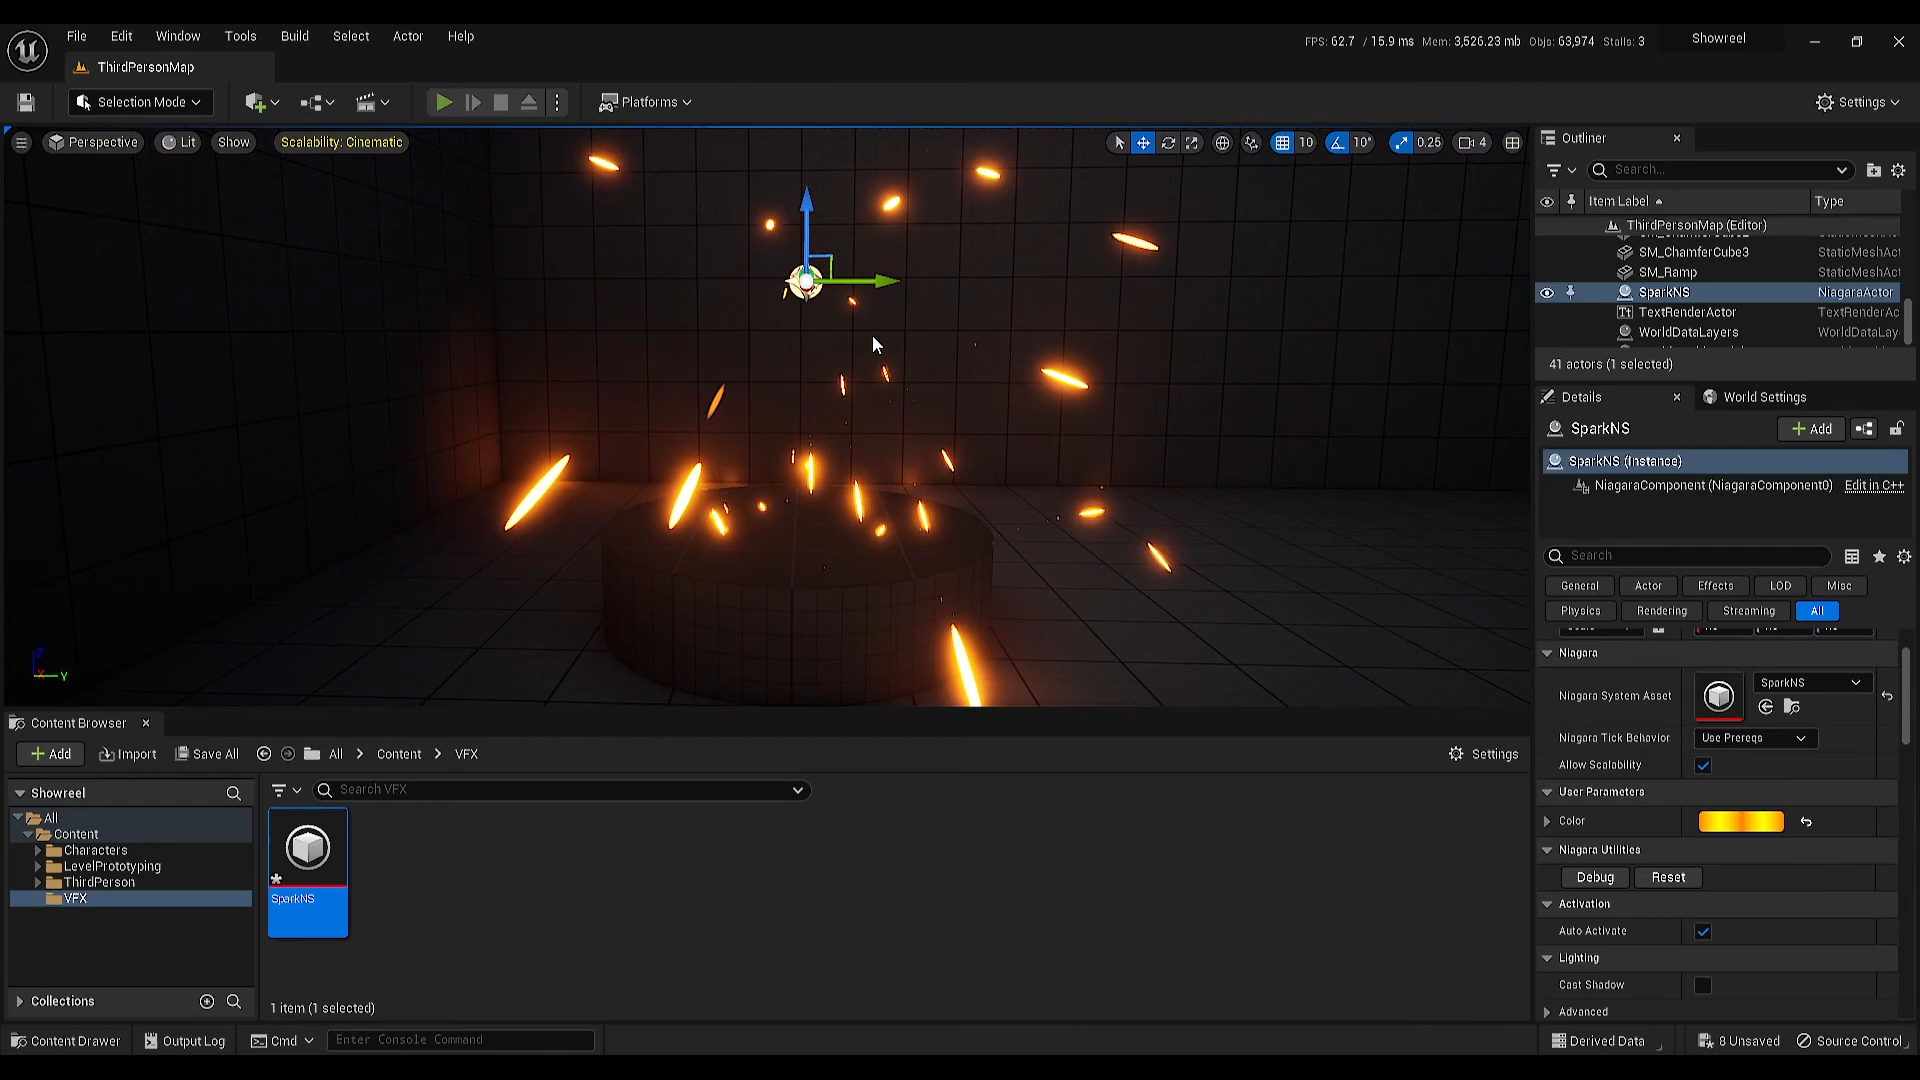 File Edit Window Tools Build Select Actor Help
FPS: 62.7 / 15.9 ms Mem: 3,526.23 mb Objs: 63,974 Stalls: 3
Showreel
ThirdPersonMap
Selection Mode
Platforms
Settings
Perspective
Lit
Show
Scalability: Cinematic
10
10°
0.25
4
Outliner
Search...
Item Label
Type
ThirdPersonMap (Editor)
SM_ChamferCube3 StaticMeshAct
SM_Ramp StaticMeshAct
SparkNS NiagaraActor
TextRenderActor TextRenderAc
WorldDataLayers WorldDataLay
41 actors (1 selected)
Details
World Settings
SparkNS
Add
SparkNS (Instance)
NiagaraComponent (NiagaraComponent0) Edit in C++
Search
General Actor Effects LOD Misc
Physics Rendering Streaming All
Niagara
Niagara System Asset
SparkNS
Niagara Tick Behavior Use Prereqs
Allow Scalability
User Parameters
Color
Niagara Utilities
Debug Reset
Activation
Auto Activate
Lighting
Cast Shadow
Advanced
Z
X
Y
Content Browser
Add Import Save All All Content VFX
Settings
Showreel
Search VFX
All
Content
Characters
LevelPrototyping
ThirdPerson
VFX
SparkNS
Collections
1 item (1 selected)
Content Drawer Output Log Cmd Enter Console Command
Derived Data 8 Unsaved Source Control